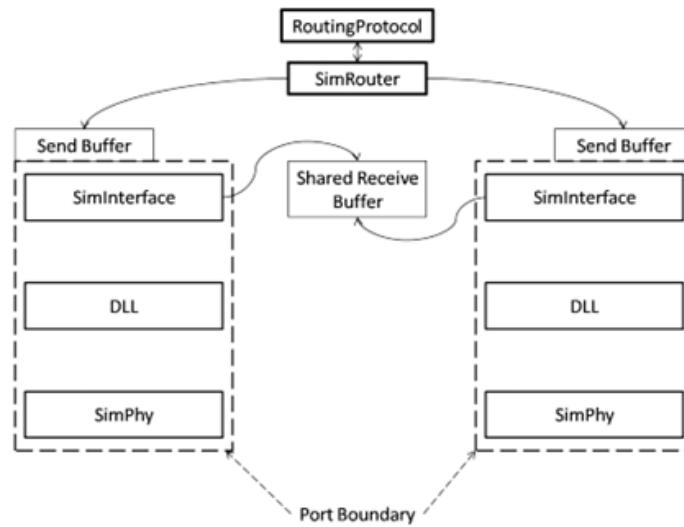 RoutingProtocol
SimRouter
Send Buffer
Send Buffer
SimInterface
Shared Receive
Buffer
SimInterface
DLL
DLL
SimPhy
SimPhy
Port Boundary